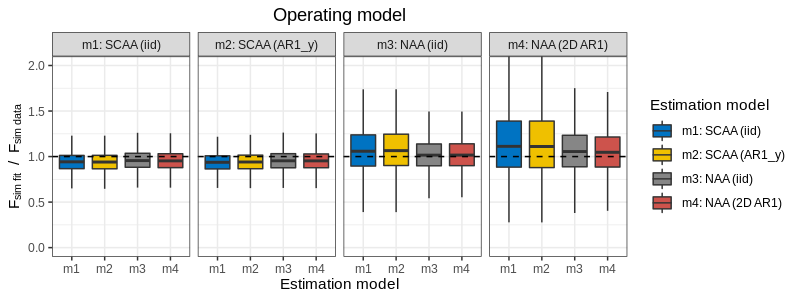 Operating model
m1: SCAA (iid)
m2: SCAA (AR1_y)
m3: NAA (iid)
m4: NAA (2D AR1)
F sim fit / F sim data
2.0
1.5
1.0
0.5
0.0
m1 m2 m3 m4
m1 m2 m3 m4
m1 m2 m3 m4
m1 m2 m3 m4
Estimation model
Estimation model
m1: SCAA (iid)
m2: SCAA (AR1_y)
m3: NAA (iid)
m4: NAA (2D AR1)